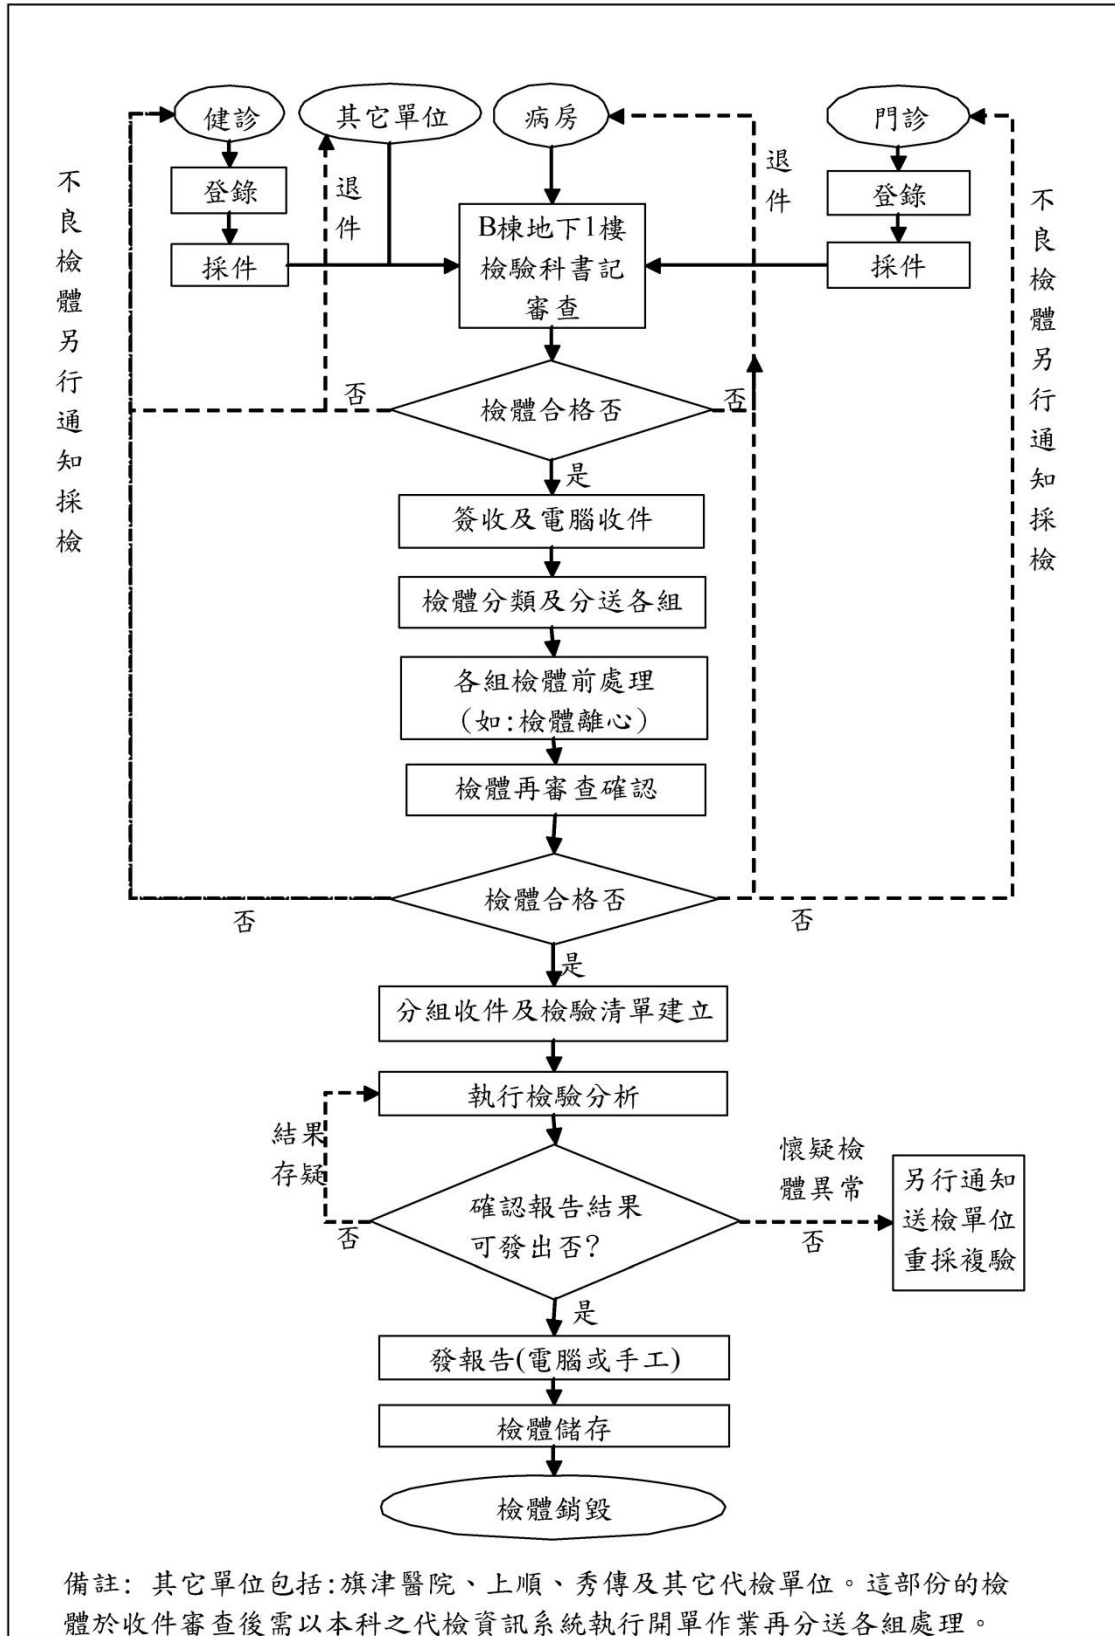 健診
其它單位
病房
門診
登錄
採件
退件
退件
登錄
採件
不良檢體另行通知採檢
不良檢體另行通知採檢
B棟地下1樓
檢驗科書記
審查
否
檢體合格否
否
是
簽收及電腦收件
檢體分類及分送各組
各組檢體前處理
(如:檢體離心)
檢體再審查確認
檢體合格否
否
否
是
分組收件及檢驗清單建立
執行檢驗分析
結果
存疑
否
確認報告結果
可發出否?
懷疑檢
體異常
否
另行通知
送檢單位
重採複驗
是
發報告(電腦或手工)
檢體儲存
檢體銷毀
備註: 其它單位包括:旗津醫院、上順、秀傳及其它代檢單位。這部份的檢
體於收件審查後需以本科之代檢資訊系統執行開單作業再分送各組處理。